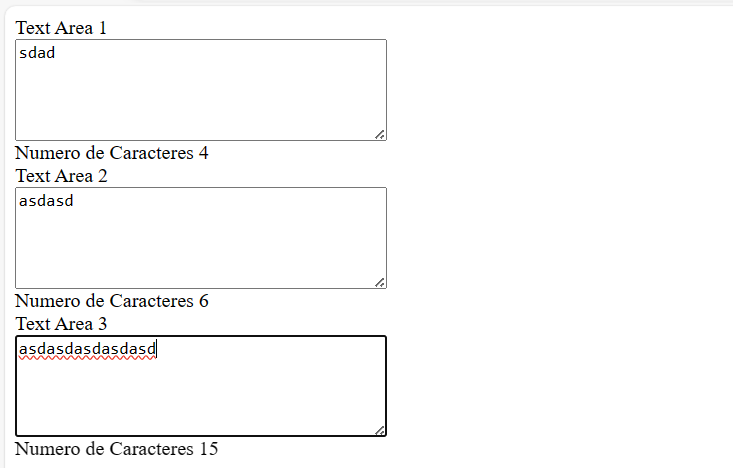 Text Area 1
sdad
Numero de Caracteres 4
Text Area 2
asdasd
Numero de Caracteres 6
Text Area 3
asdasdasdasdasd
Numero de Caracteres 15